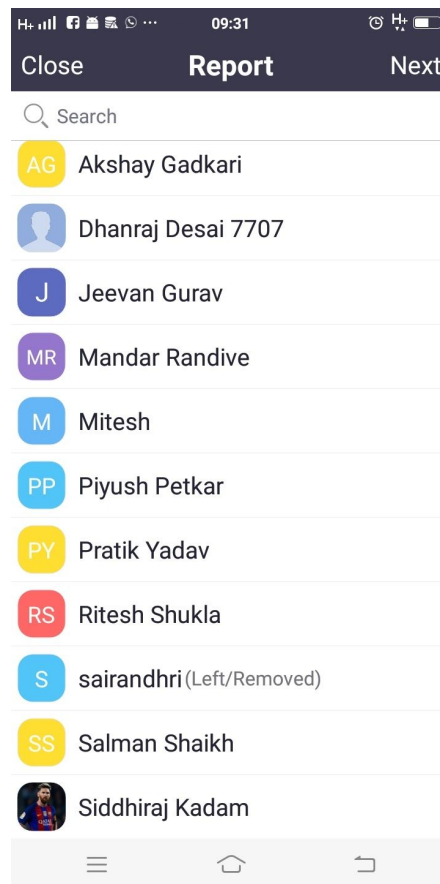 H+ 09:31 H+
Close Report Next
Search
AG Akshay Gadkari
Dhanraj Desai 7707
J Jeevan Gurav
MR Mandar Randive
M Mitesh
PP Piyush Petkar
PY Pratik Yadav
RS Ritesh Shukla
S sairandhri (Left/Removed)
SS Salman Shaikh
Siddhiraj Kadam